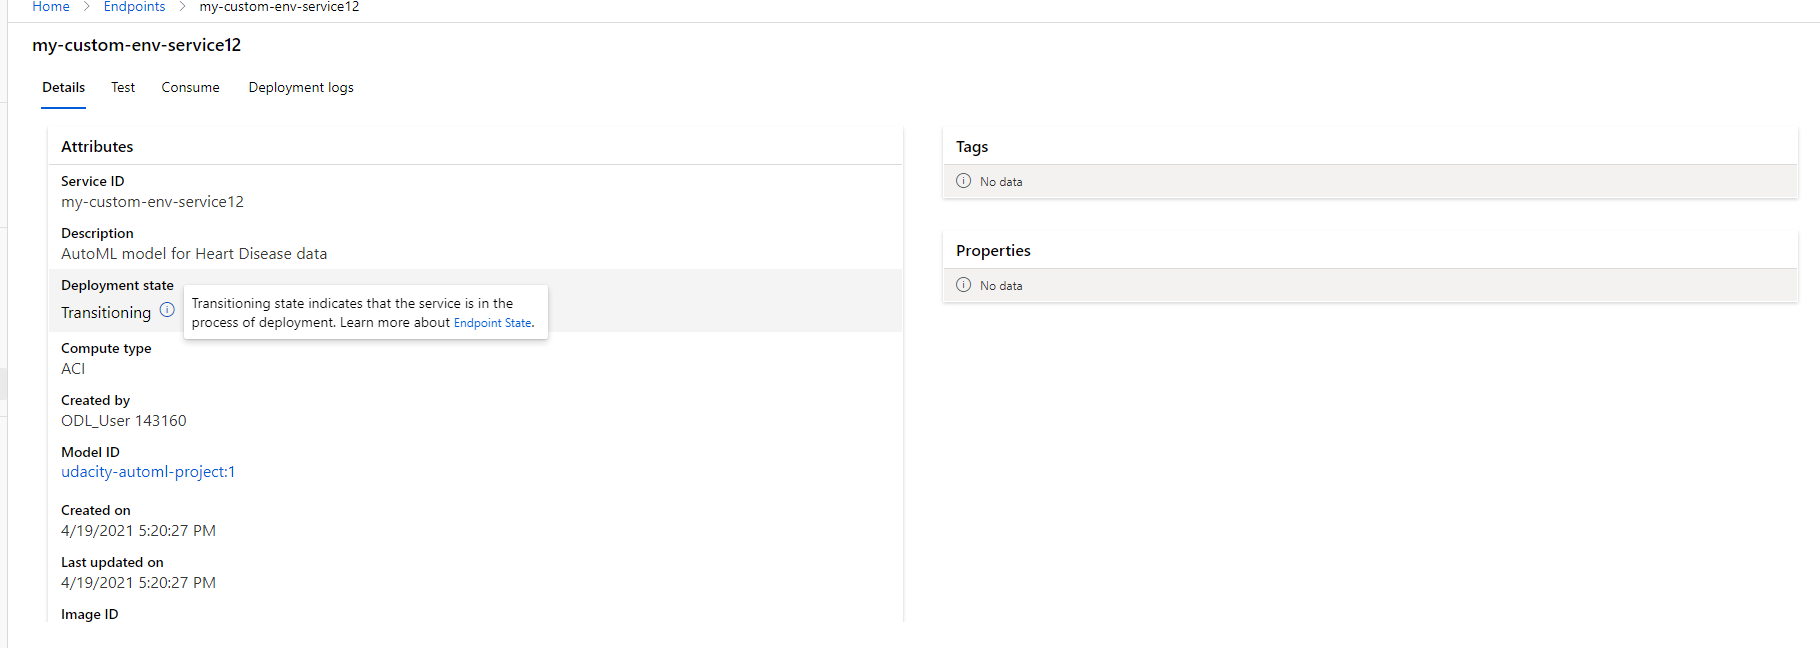 Home > Endpoints > my-custom-env-service12
my-custom-env-service12
Details Test Consume Deployment logs
Attributes
Service ID
my-custom-env-service12
Description
AutoML model for Heart Disease data
Deployment state
Transitioning
Transitioning state indicates that the service is in the
process of deployment. Learn more about Endpoint State.
Compute type
ACI
Created by
ODL_User 143160
Model ID
udacity-automl-project:1
Created on
4/19/2021 5:20:27 PM
Last updated on
4/19/2021 5:20:27 PM
Image ID
Tags
No data
Properties
No data